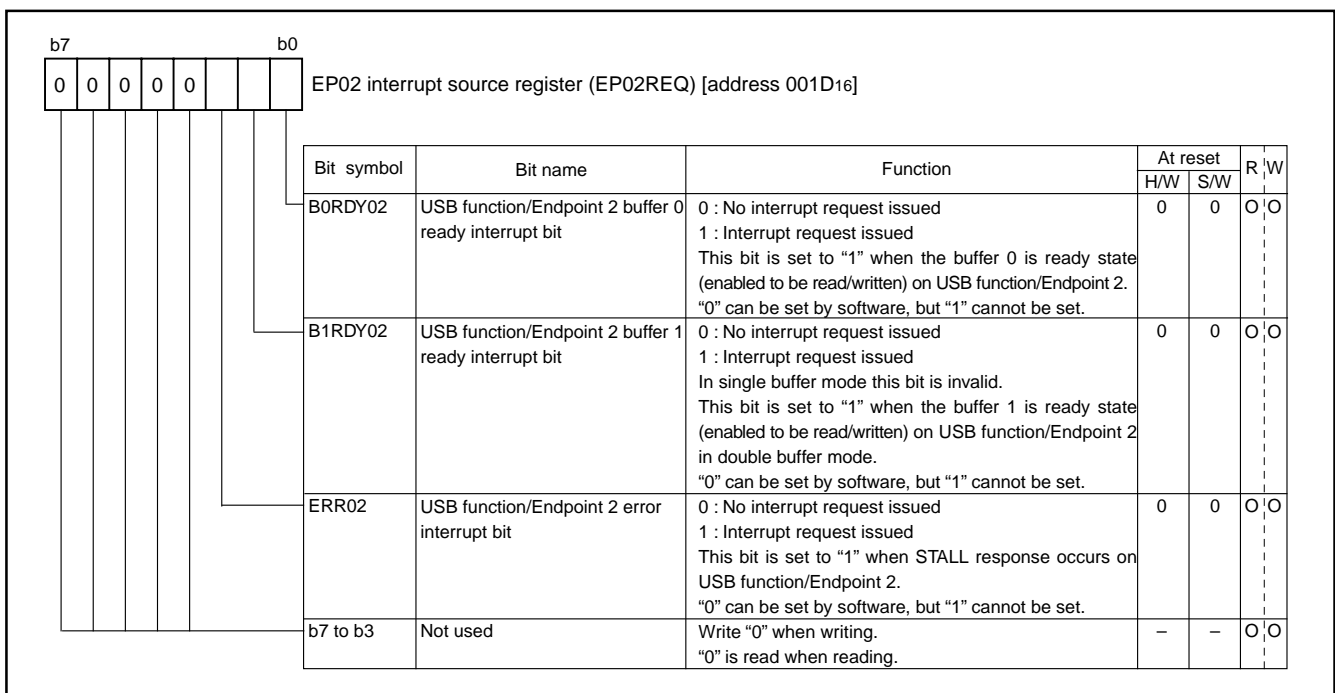 b7 b0
0 0 0 0 0 EP02 interrupt source register (EP02REQ) [address 001D16]
Bit symbol Bit name Function At reset R W
H/W S/W
B0RDY02 USB function/Endpoint 2 buffer 0 0 : No interrupt request issued 0 0 O O
ready interrupt bit 1 : Interrupt request issued
This bit is set to “1” when the buffer 0 is ready state
(enabled to be read/written) on USB function/Endpoint 2.
“0” can be set by software, but “1” cannot be set.
B1RDY02 USB function/Endpoint 2 buffer 1 0 : No interrupt request issued 0 0 O O
ready interrupt bit 1 : Interrupt request issued
In single buffer mode this bit is invalid.
This bit is set to “1” when the buffer 1 is ready state
(enabled to be read/written) on USB function/Endpoint 2
in double buffer mode.
“0” can be set by software, but “1” cannot be set.
ERR02 USB function/Endpoint 2 error 0 : No interrupt request issued 0 0 O O
interrupt bit 1 : Interrupt request issued
This bit is set to “1” when STALL response occurs on
USB function/Endpoint 2.
“0” can be set by software, but “1” cannot be set.
b7 to b3 Not used Write “0” when writing. – – O O
“0” is read when reading.